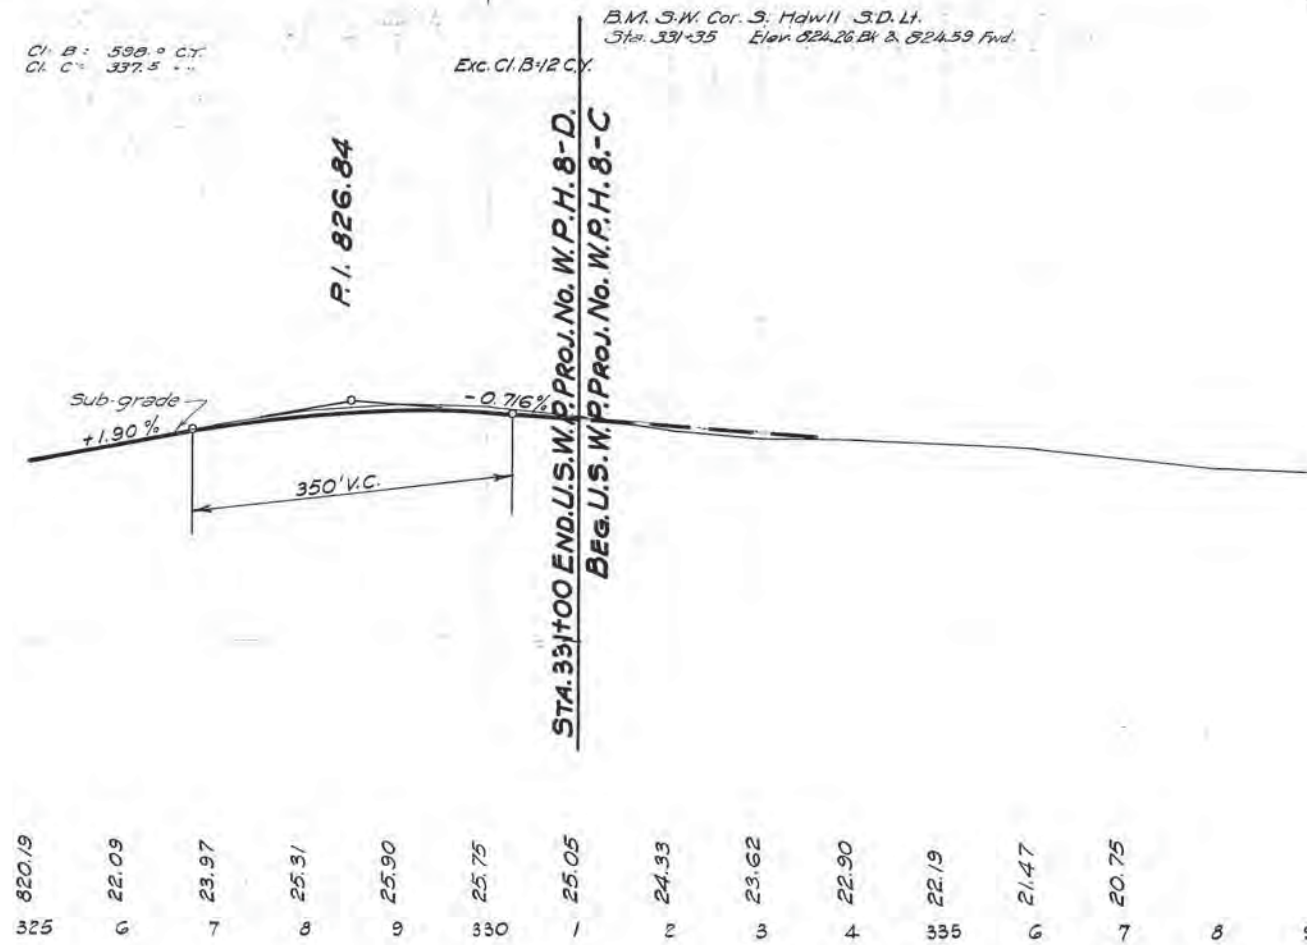 B.M. S.W. Cor. S. Hdwll S.D. Lt.
Sta. 331+35 Elev. 824.26 Bk & 824.59 Fwd.
Cl. B = 598.0 C.Y.
Cl. C = 337.5 " "
Exc. Cl. B=12 C.Y.
P.I. 826.84
STA. 331+00 END. U.S.W.P. PROJ. No. W.P.H. 8-D.
BEG. U.S.W.P. PROJ. No. W.P.H. 8.-C
Sub-grade
+1.90 %
-0.716%
350' V.C.
820.19 22.09 23.97 25.31 25.90 25.75 25.05 24.33 23.62 22.90 22.19 21.47 20.75
325 6 7 8 9 330 1 2 3 4 335 6 7 8